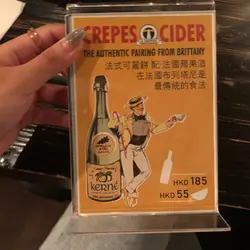 CREPES CIDER
THE AUTHENTIC PAIRING FROM BRITTANY
法式可麗餅 配 法國蘋果酒
在法國布列塔尼是
最傳統的食法
kerné
HKD 185
HKD 55